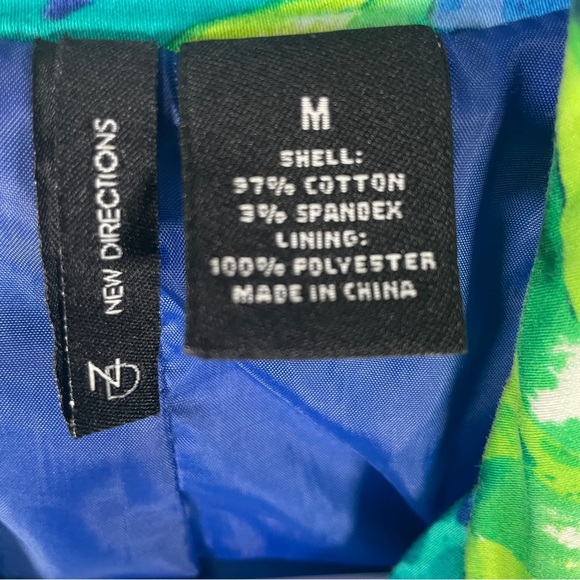 NEW DIRECTIONS
ND
M
SHELL:
97% COTTON
3% SPANDEX
LINING:
100% POLYESTER
MADE IN CHINA